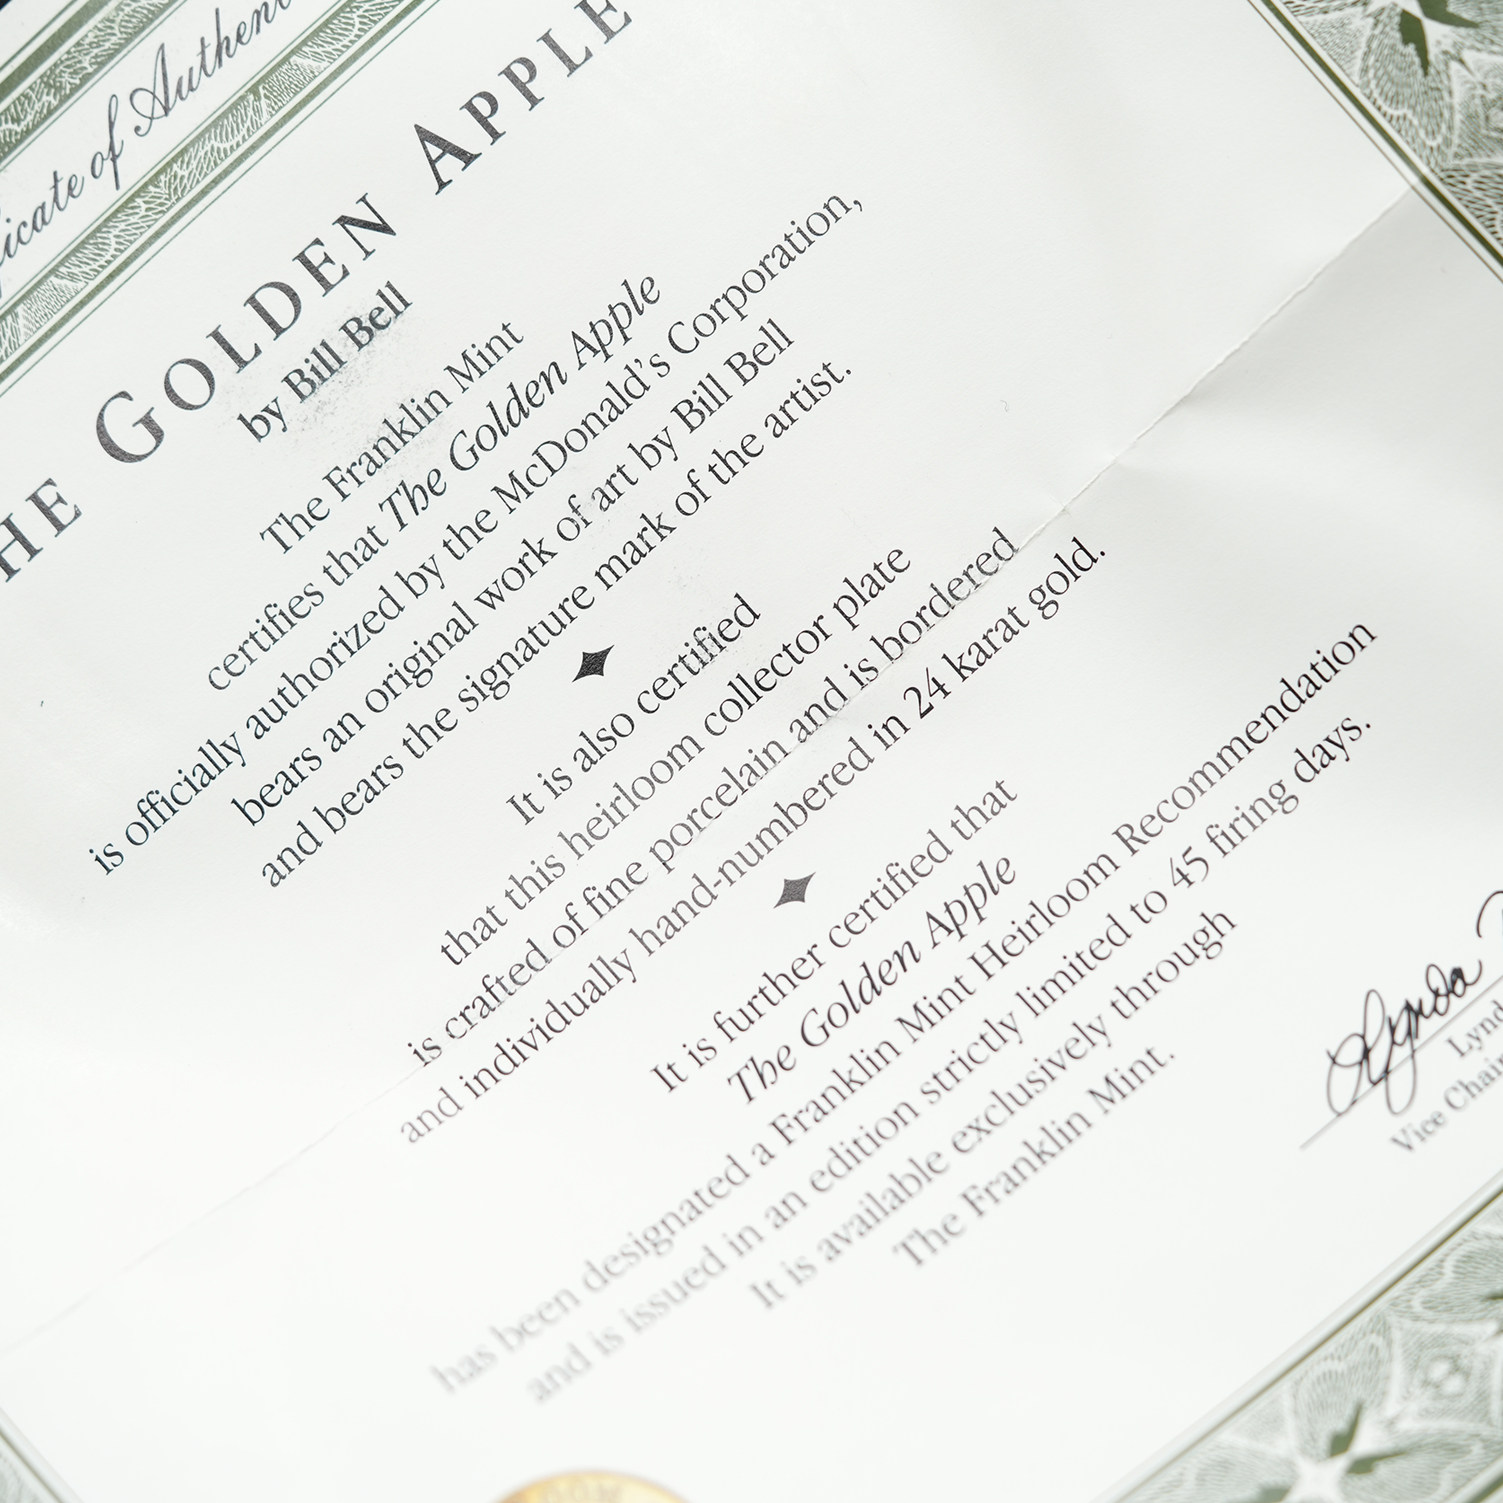 icate of Authen
HE GOLDEN APPLE
by Bill Bell
The Franklin Mint
certifies that The Golden Apple
is officially authorized by the McDonald's Corporation,
bears an original work of art by Bill Bell
and bears the signature mark of the artist.
It is also certified
that this heirloom collector plate
is crafted of fine porcelain and is bordered
and individually hand-numbered in 24 karat gold.
It is further certified that
The Golden Apple
has been designated a Franklin Mint Heirloom Recommendation
and is issued in an edition strictly limited to 45 firing days.
It is available exclusively through
The Franklin Mint.
Lynda
Lynd
Vice Chair